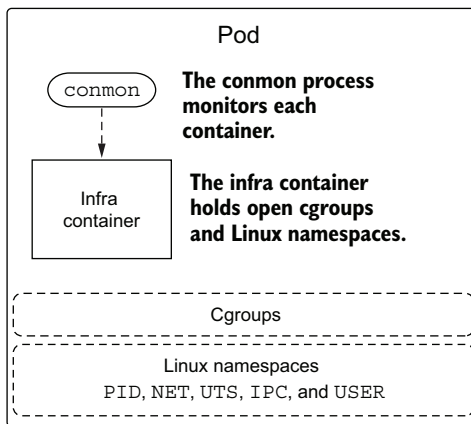 Pod
conmon
The conmon process
monitors each
container.
Infra
container
The infra container
holds open cgroups
and Linux namespaces.
Cgroups
Linux namespaces
PID, NET, UTS, IPC, and USER